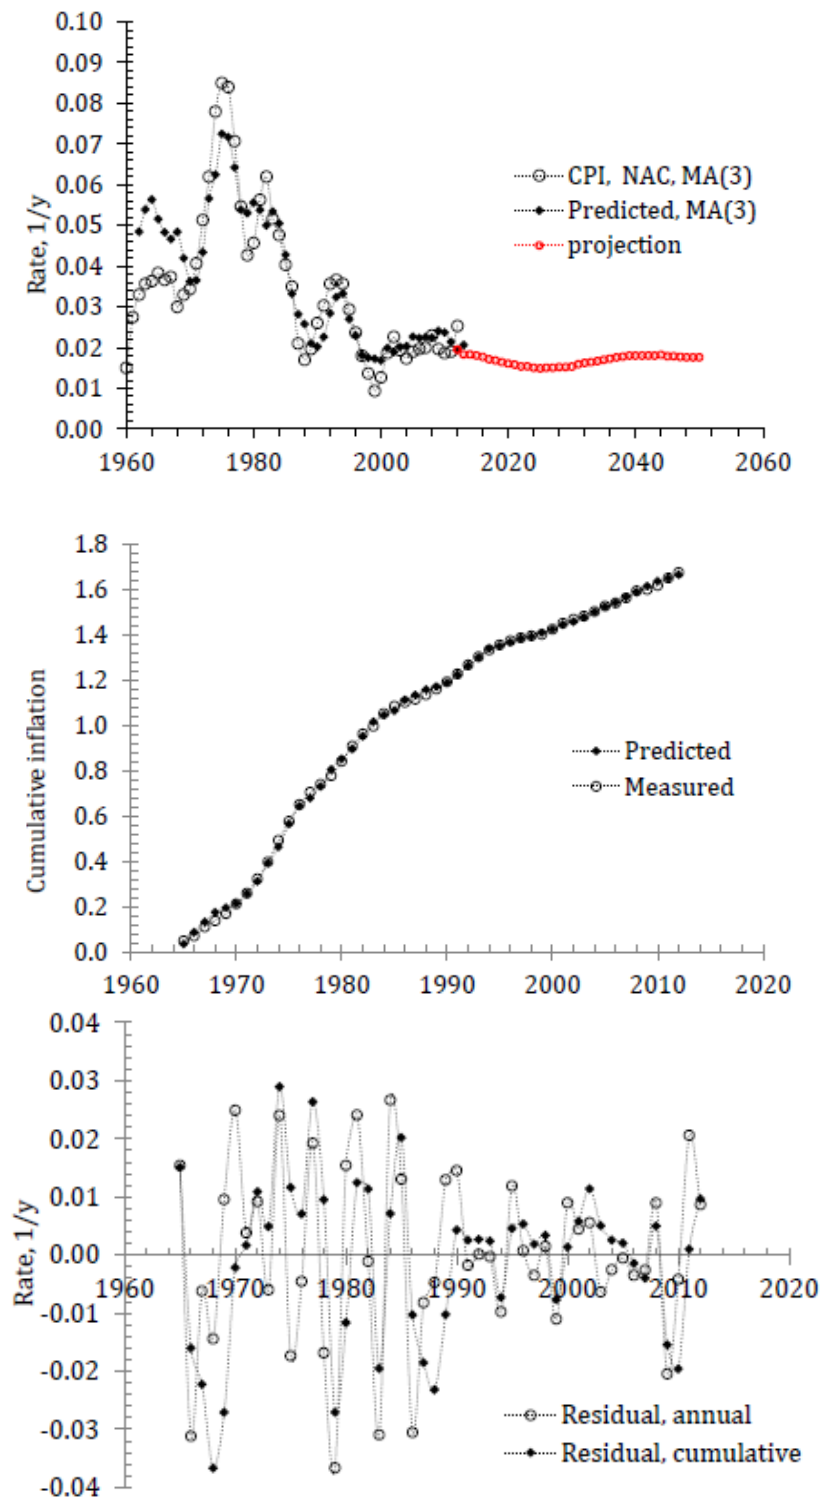 0.10
0.09
0.08
0.07
0.06
0.05
0.04
0.03
0.02
0.01
0.00
Rate, 1/y
CPI, NAC, MA(3)
Predicted, MA(3)
projection
1960 1980 2000 2020 2040 2060
1.8
1.6
1.4
1.2
1.0
0.8
0.6
0.4
0.2
0.0
Cumulative inflation
Predicted
Measured
1960 1970 1980 1990 2000 2010 2020
0.04
0.03
0.02
0.01
0.00
-0.01
-0.02
-0.03
-0.04
Rate, 1/y
1960 1970 1980 1990 2000 2010 2020
Residual, annual
Residual, cumulative